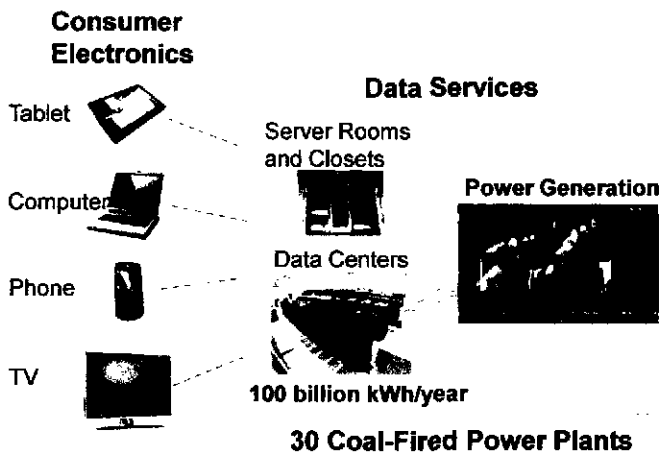 Consumer
Electronics
Tablet
Computer
Phone
TV
Data Services
Server Rooms
and Closets
Data Centers
100 billion kWh/year
Power Generation
30 Coal-Fired Power Plants